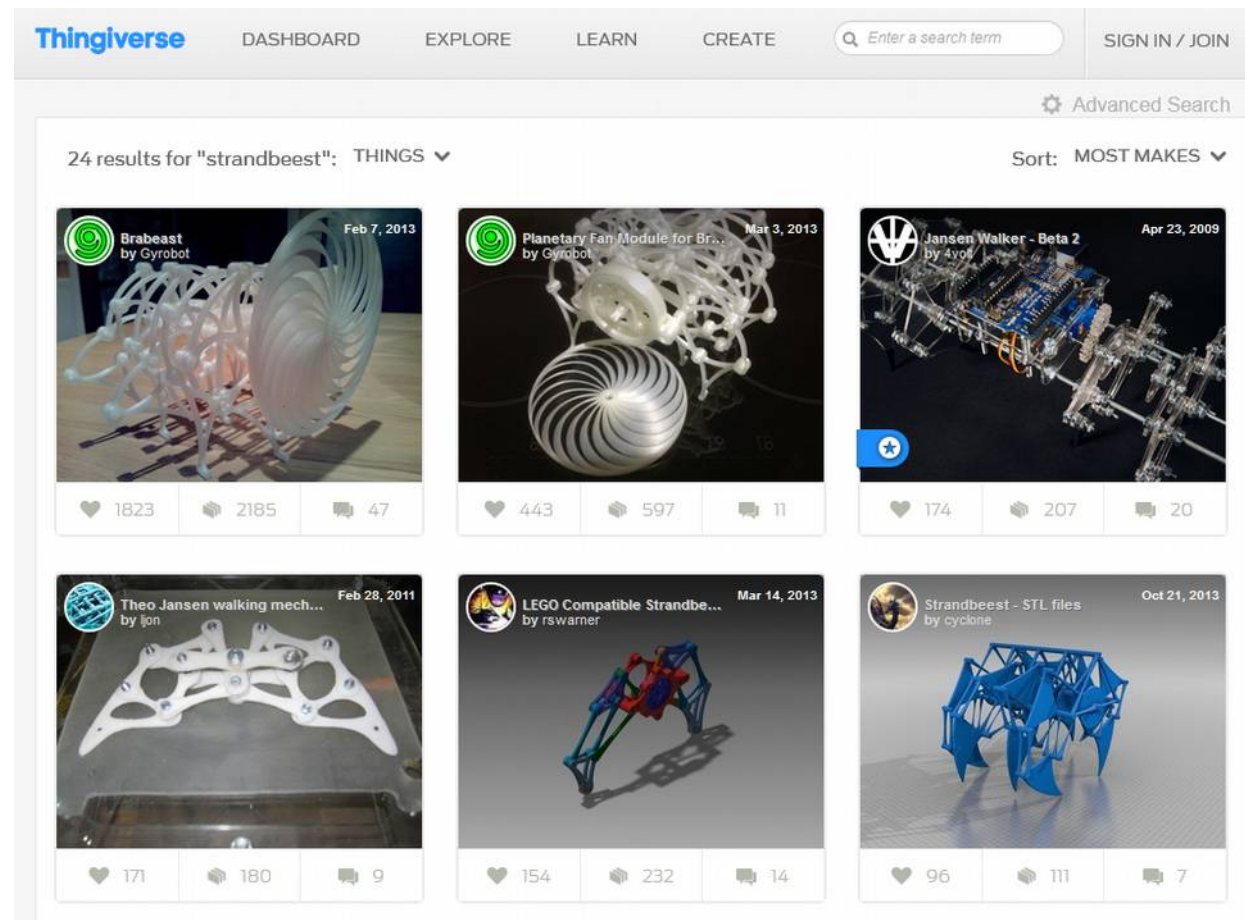 Thingiverse DASHBOARD EXPLORE LEARN CREATE Enter a search term SIGN IN / JOIN
Advanced Search
24 results for "strandbeest": THINGS Sort: MOST MAKES
Brabeast Feb 7, 2013
by Gyrobot
1823 2185 47
Planetary Fan Module for Br... Mar 3, 2013
by Gyrobot
443 597 11
Jansen Walker - Beta 2 Apr 23, 2009
by 4volt
174 207 20
Theo Jansen walking mech... Feb 28, 2011
by ljon
171 180 9
LEGO Compatible Strandbe... Mar 14, 2013
by rswarner
154 232 14
Strandbeest - STL files Oct 21, 2013
by cyclone
96 111 7